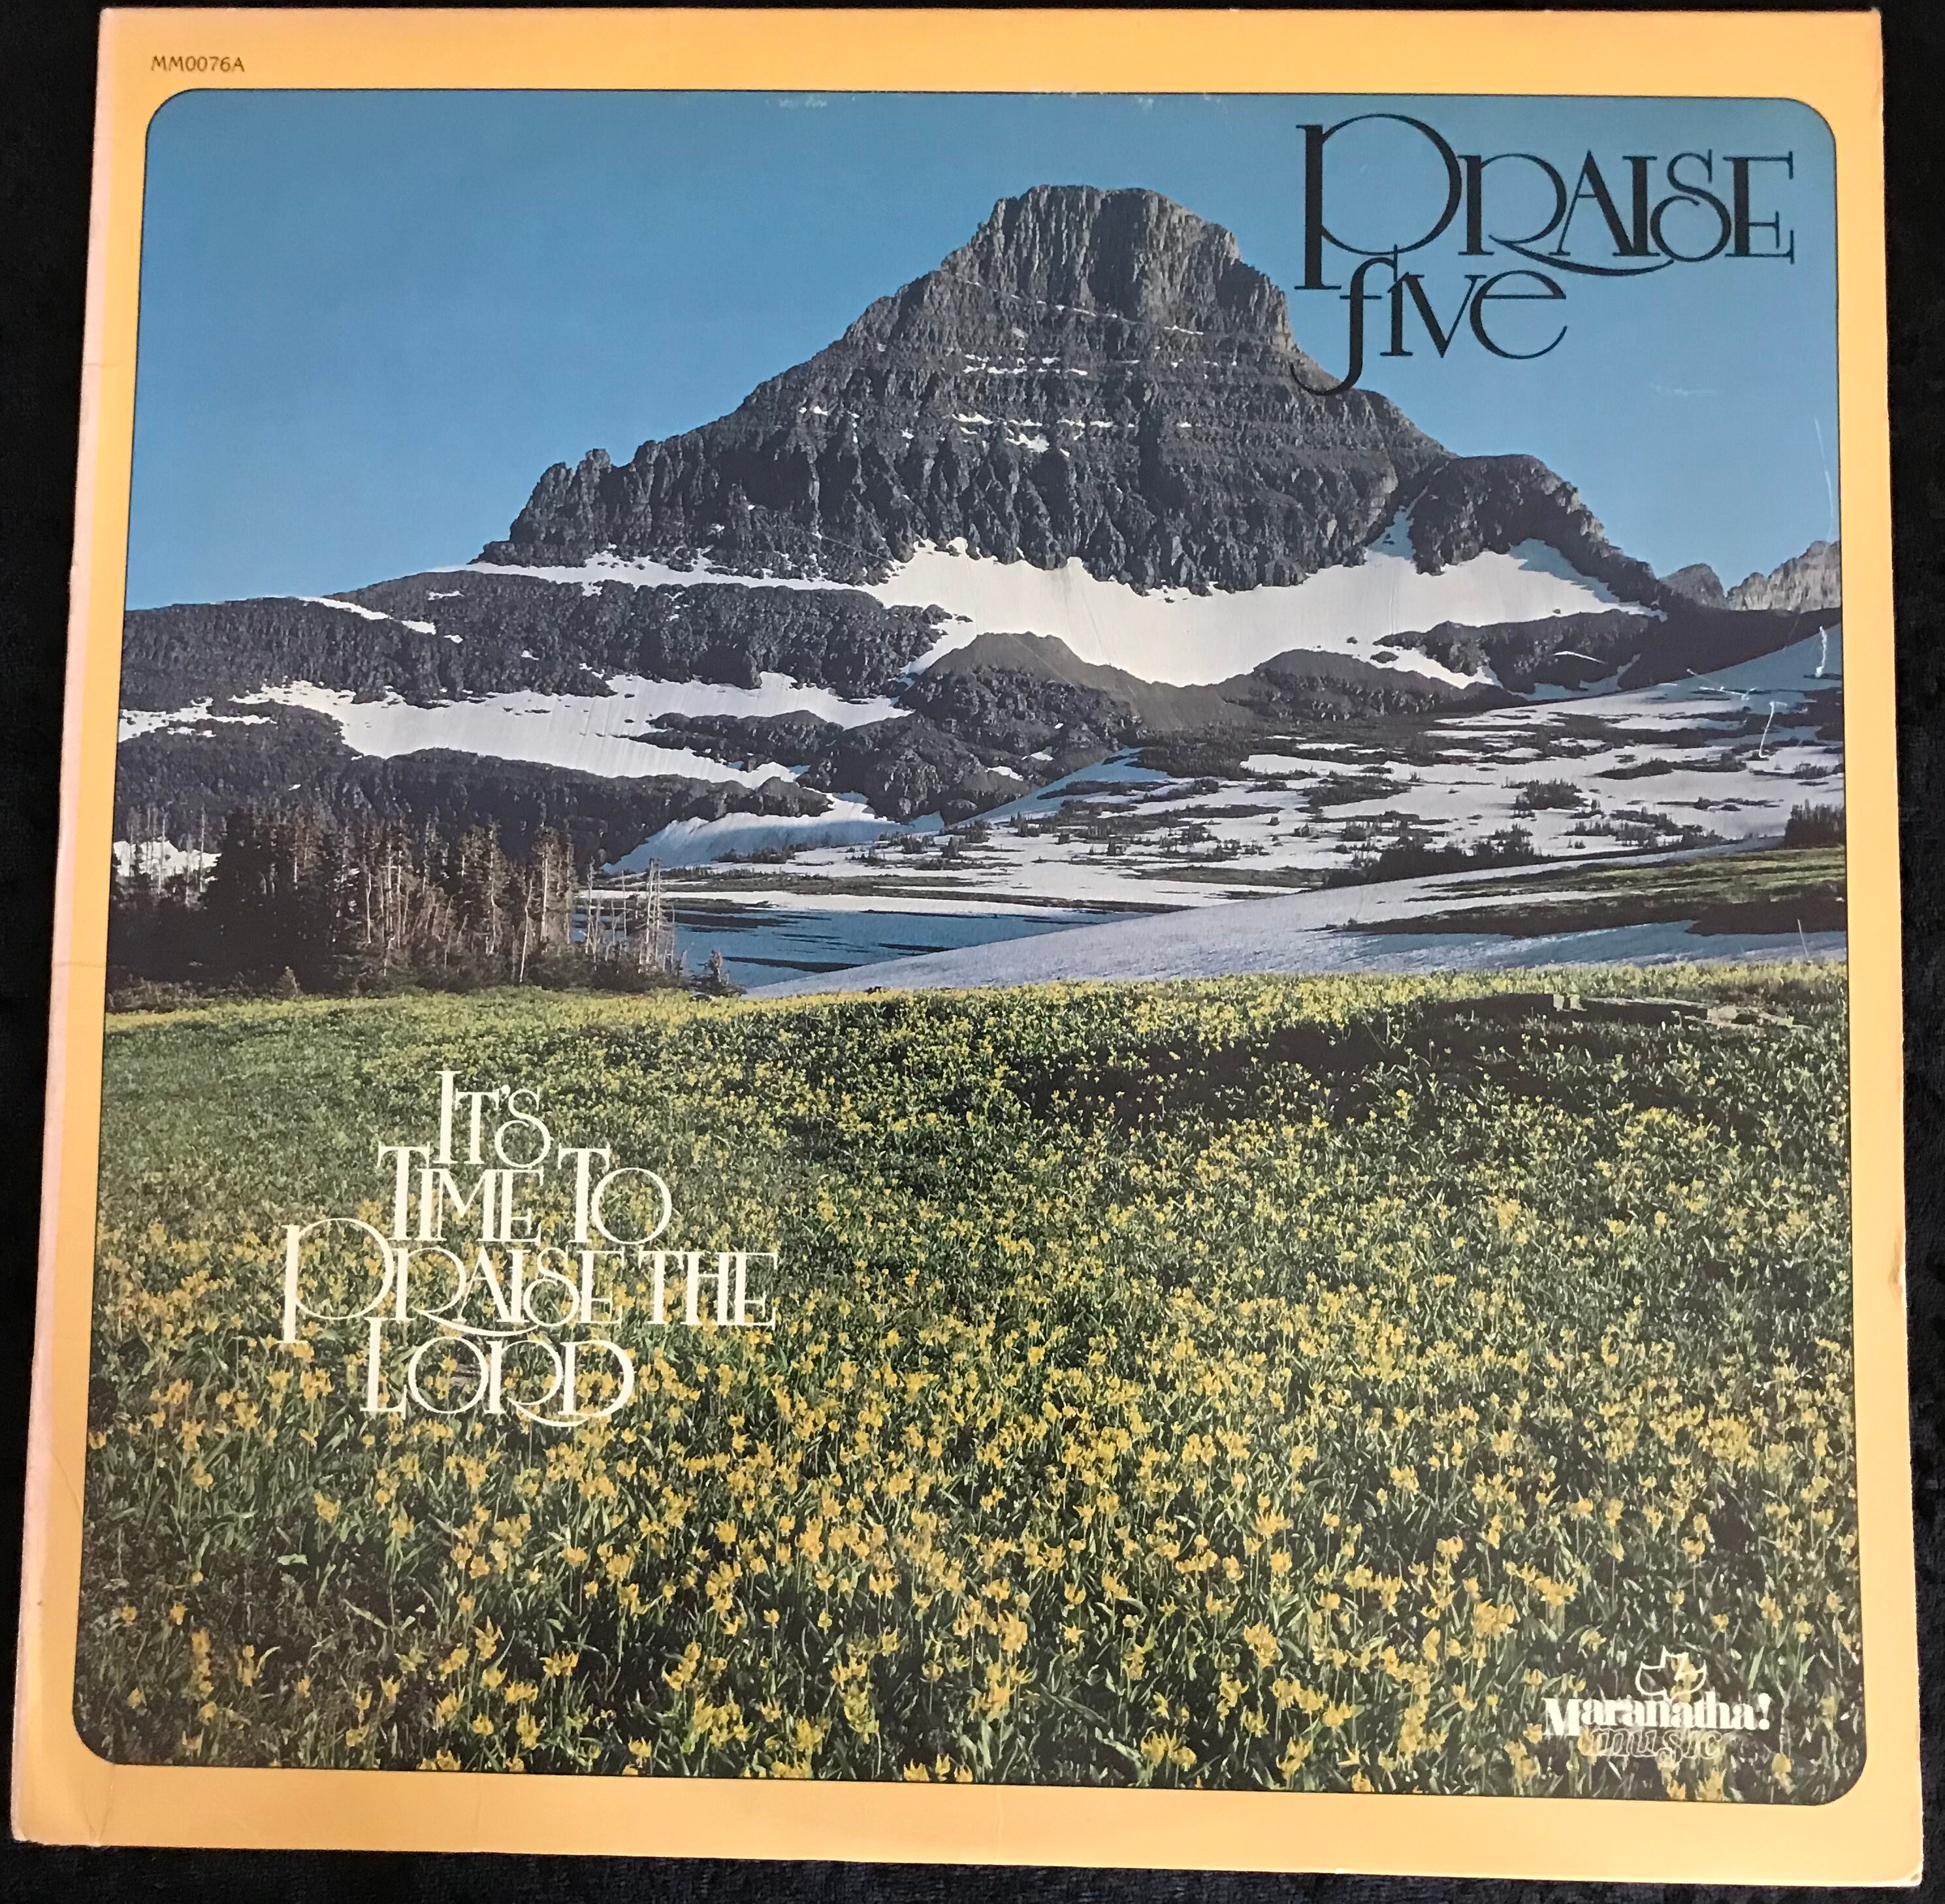 MM0076A
PRAISE
five
IT'S
TIME TO
PRAISE THE
LORD
Maranatha!
music